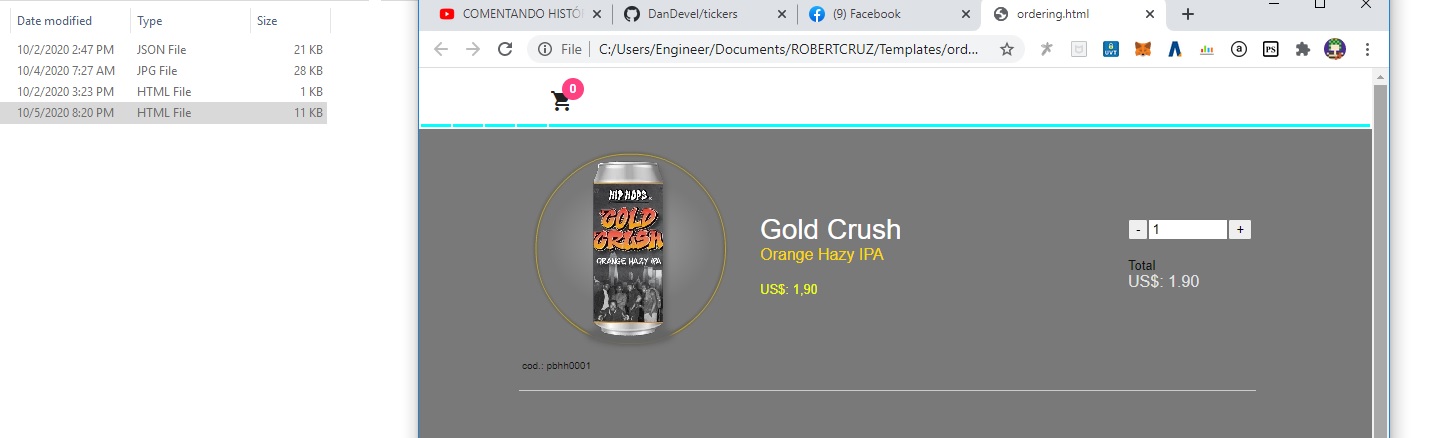 Date modified Type Size
10/2/2020 2:47 PM JSON File 21 KB
10/4/2020 7:27 AM JPG File 28 KB
10/2/2020 3:23 PM HTML File 1 KB
10/5/2020 8:20 PM HTML File 11 KB
COMENTANDO HISTÓ
DanDevel/tickers
(9) Facebook
ordering.html
File C:/Users/Engineer/Documents/ROBERTCRUZ/Templates/ord...
UVT
a
PS
0
HIP HOPS
GOLD
CRUSH
ORANGE HAZY IPA
Gold Crush
Orange Hazy IPA
US$: 1,90
- 1 +
Total
US$: 1.90
cod.: pbhh0001